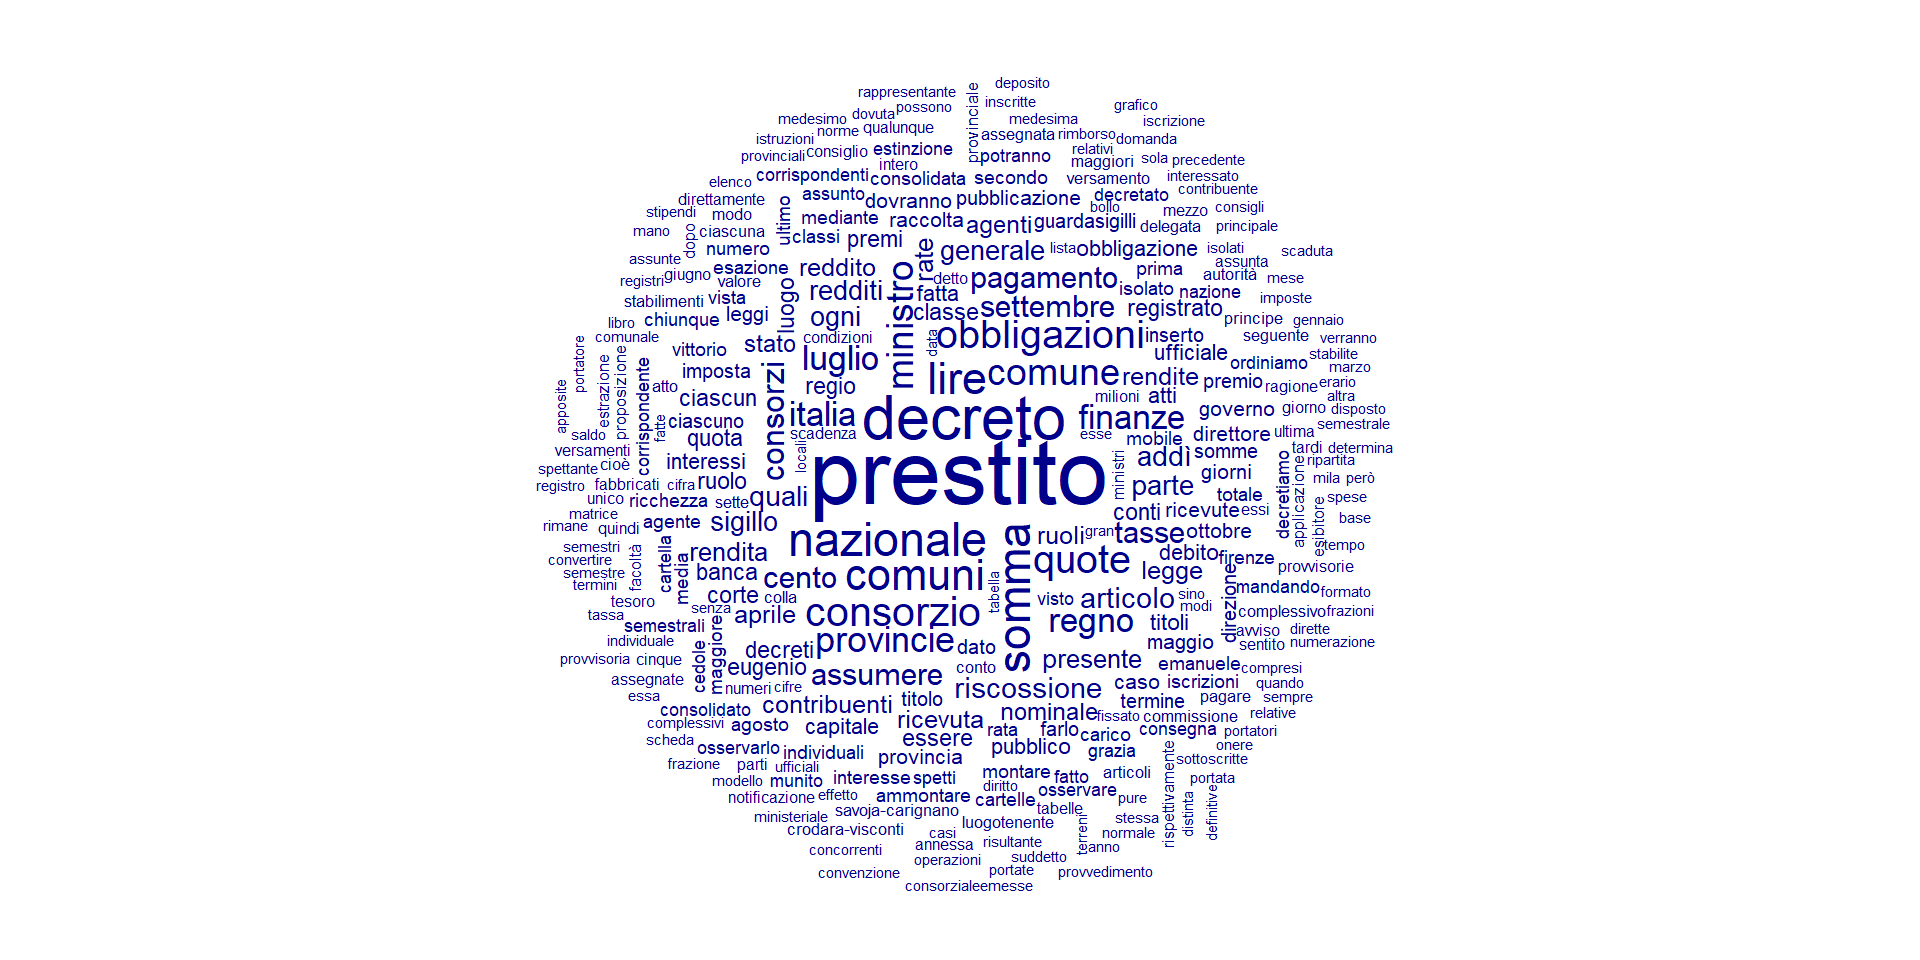 deposito
rappresentante
provinciale
inscritte
possono
grafico
dovuta
medesimo
medesima
iscrizione
norme
qualunque
assegnata
rimborso
domanda
istruzioni
estinzione
relativi
provinciali
consiglio
potranno
maggiori
sola
precedente
intero
corrispondenti
consolidata
secondo
versamento
interessato
elenco
contribuente
direttamente
assunto
dovranno
pubblicazione
decretato
bollo
mezzo
consigli
stipendi
modo
ultimo
mediante
raccolta
agenti
guardasigilli
delegata
principale
mano
dopo
ciascuna
classi
premi
rate
generale
lista
obbligazione
isolati
scaduta
numero
assunte
esazione
reddito
assunta
registri
giugno
valore
luogo
redditi
ministro
detto
pagamento
prima
autorità
mese
isolato
nazione
stabilimenti
vista
fatta
imposte
leggi
ogni
classe
settembre
registrato
libro
chiunque
principe
gennaio
comunale
stato
condizioni
data
obbligazioni
inserto
seguente
verranno
portatore
estrazione
proposizione
vittorio
luglio
ufficiale
ordiniamo
stabilite
marzo
corrispondente
imposta
consorzi
regio
lire
comune
rendite
premio
ragione
erario
apposite
atto
ciascun
milioni
atti
altra
fatte
ciascuno
italia
decreto
finanze
governo
giorno
disposto
semestrale
saldo
quota
scadenza
esse
mobile
direttore
ultima
versamenti
locali
somme
tardi
determina
spettante
cioè
interessi
prestito
ministri
addì
giorni
decretiamo
applicazione
ripartita
registro
fabbricati
cifra
ruolo
parte
mila
però
unico
ricchezza
sette
quali
totale
spese
matrice
conti
ricevute
essi
esibitore
base
rimane
quindi
agente
sigillo
nazionale
somma
ruoli
gran
tasse
ottobre
semestri
facoltà
cartella
rendita
quote
debito
firenze
tempo
convertire
media
banca
cento
comuni
legge
direzione
provvisorie
semestre
termini
tabella
mandando
formato
tesoro
senza
corte
colla
consorzio
visto
articolo
sino
modi
complessivo
frazioni
tassa
semestrali
maggiore
aprile
regno
titoli
avviso
dirette
individuale
cedole
decreti
provincie
dato
maggio
sentito
numerazione
provvisoria
cinque
eugenio
conto
presente
emanuele
compresi
assegnate
numeri
cifre
assumere
riscossione
caso
iscrizioni
quando
essa
consolidato
contribuenti
titolo
nominale
termine
pagare
sempre
complessivi
agosto
capitale
ricevuta
rata
farlo
fissato
commissione
relative
scheda
osservarlo
individuali
essere
pubblico
carico
consegna
portatori
frazione
parti
ufficiali
provincia
grazia
rispettivamente
onere
sottoscritte
modello
munito
interesse
spetti
montare
fatto
articoli
portata
notificazione
effetto
ammontare
diritto
cartelle
osservare
pure
distinta
definitive
ministeriale
savoja-carignano
tabelle
stessa
crodara-visconti
luogotenente
terreni
normale
casi
concorrenti
annessa
risultante
anno
operazioni
suddetto
convenzione
portate
provvedimento
consorziale
emesse